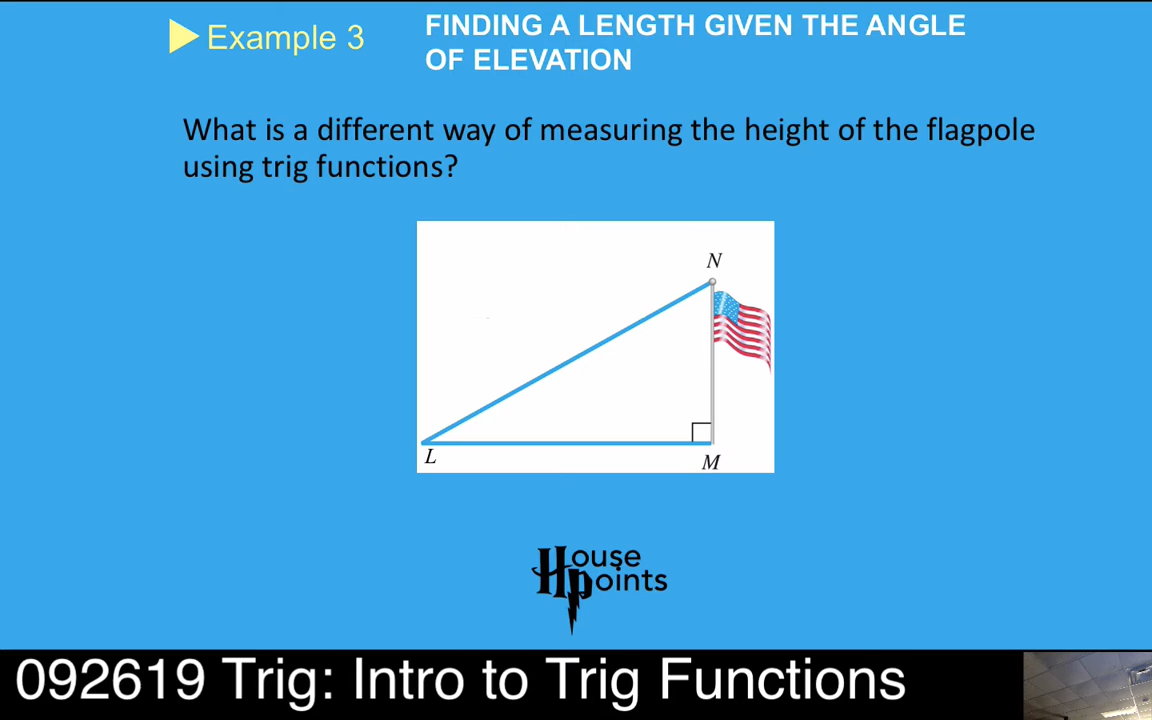 Example 3
FINDING A LENGTH GIVEN THE ANGLE
OF ELEVATION
What is a different way of measuring the height of the flagpole
using trig functions?
N
L
M
House
Points
092619 Trig: Intro to Trig Functions